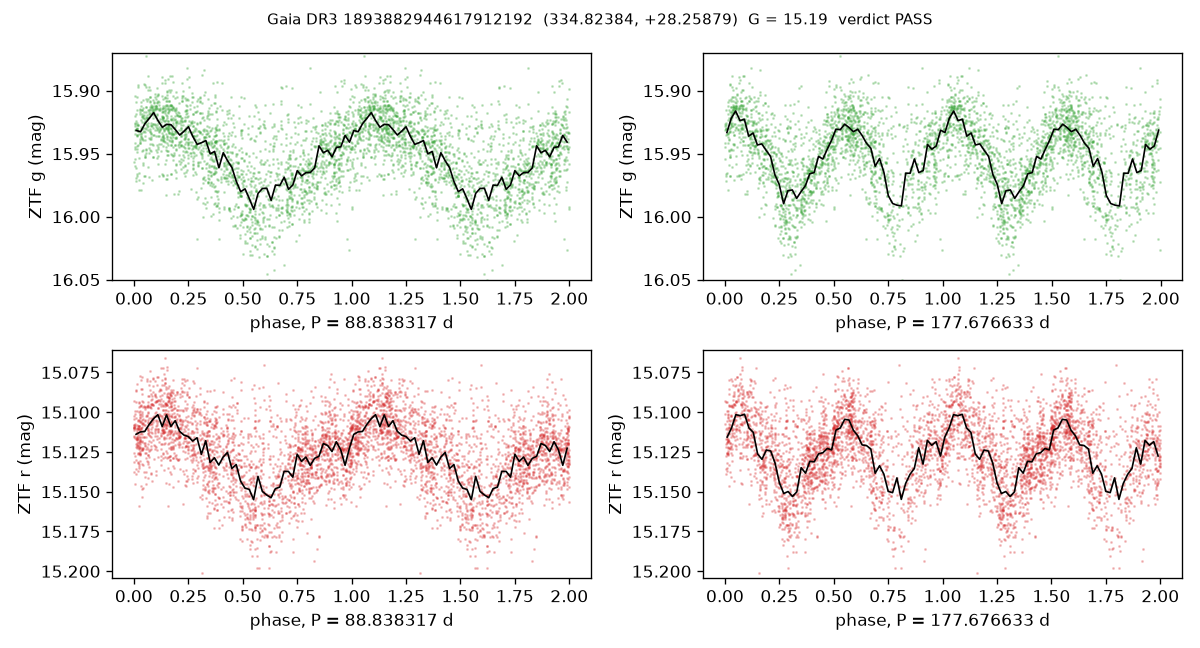 Gaia DR3 1893882944617912192 (334.82384, +28.25879) G = 15.19 verdict PASS
ZTF g (mag)
15.90
15.95
16.00
16.05
0.00 0.25 0.50 0.75 1.00 1.25 1.50 1.75 2.00
phase, P = 88.838317 d
ZTF g (mag)
15.90
15.95
16.00
16.05
0.00 0.25 0.50 0.75 1.00 1.25 1.50 1.75 2.00
phase, P = 177.676633 d
ZTF r (mag)
15.075
15.100
15.125
15.150
15.175
15.200
0.00 0.25 0.50 0.75 1.00 1.25 1.50 1.75 2.00
phase, P = 88.838317 d
ZTF r (mag)
15.075
15.100
15.125
15.150
15.175
15.200
0.00 0.25 0.50 0.75 1.00 1.25 1.50 1.75 2.00
phase, P = 177.676633 d